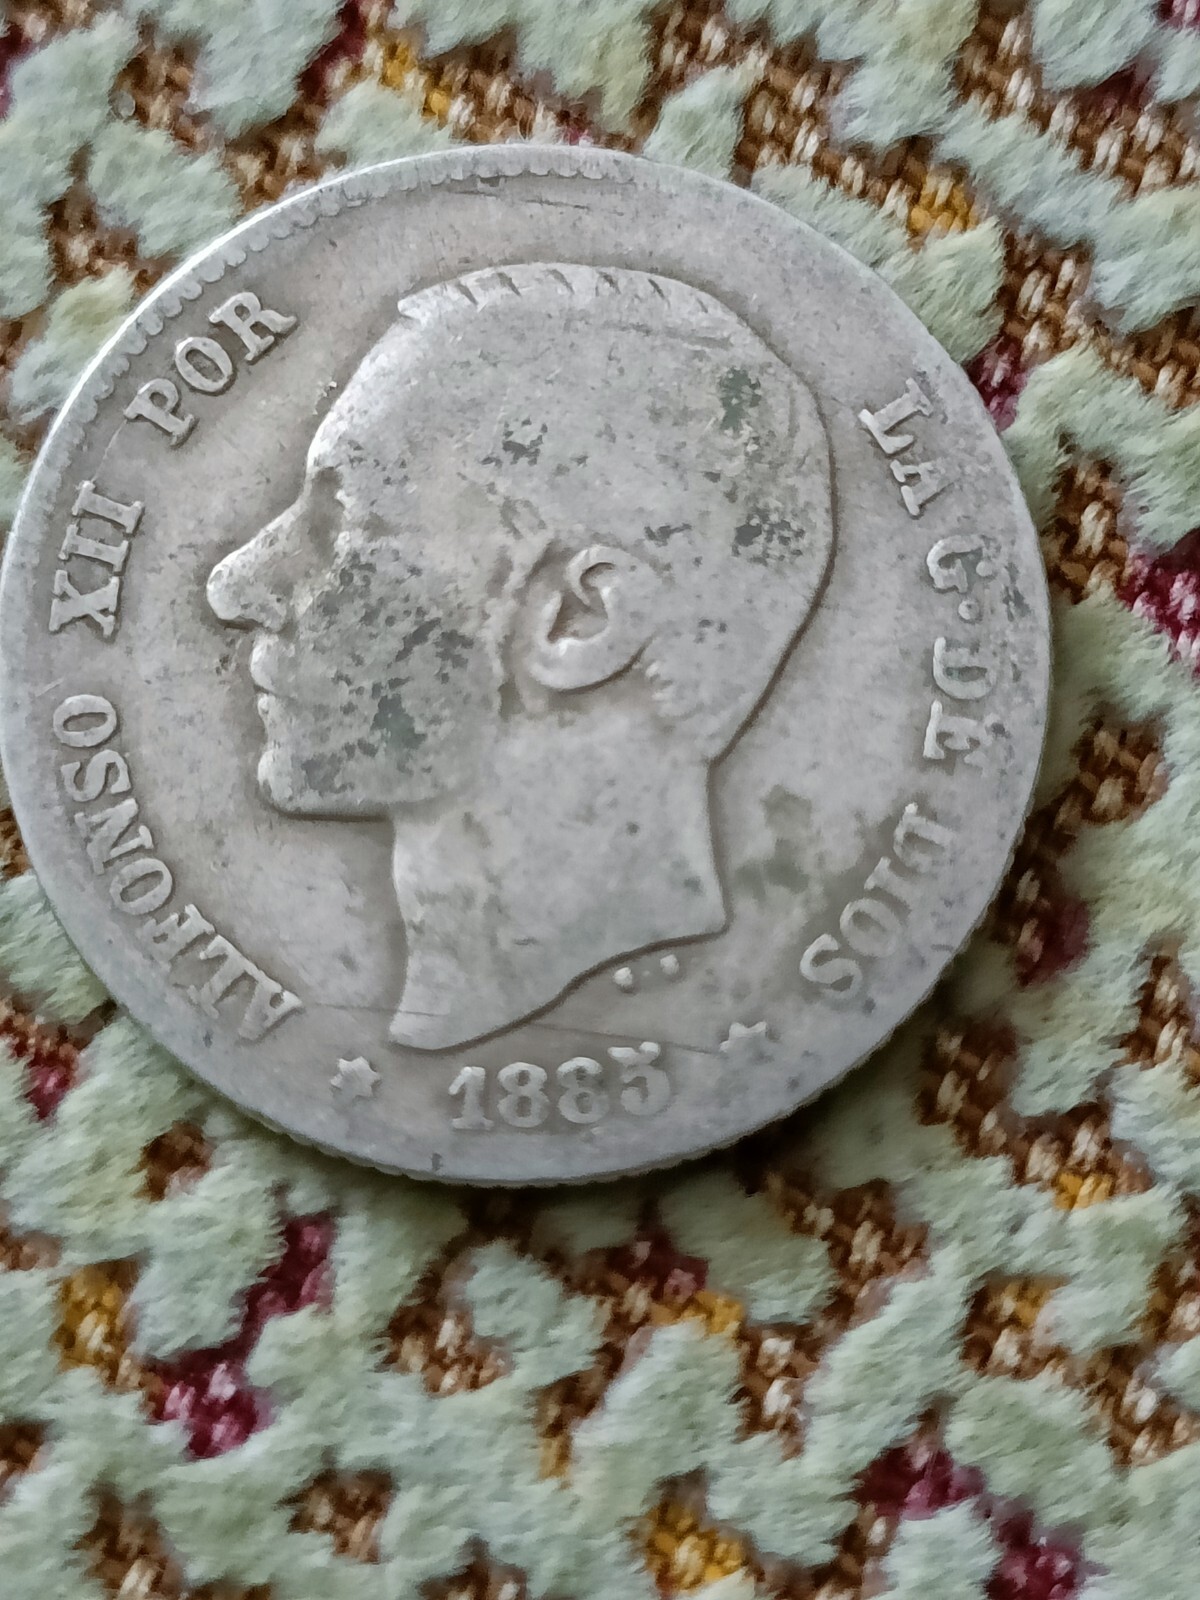 ALFONSO XII POR LA G. DE DIOS
1885